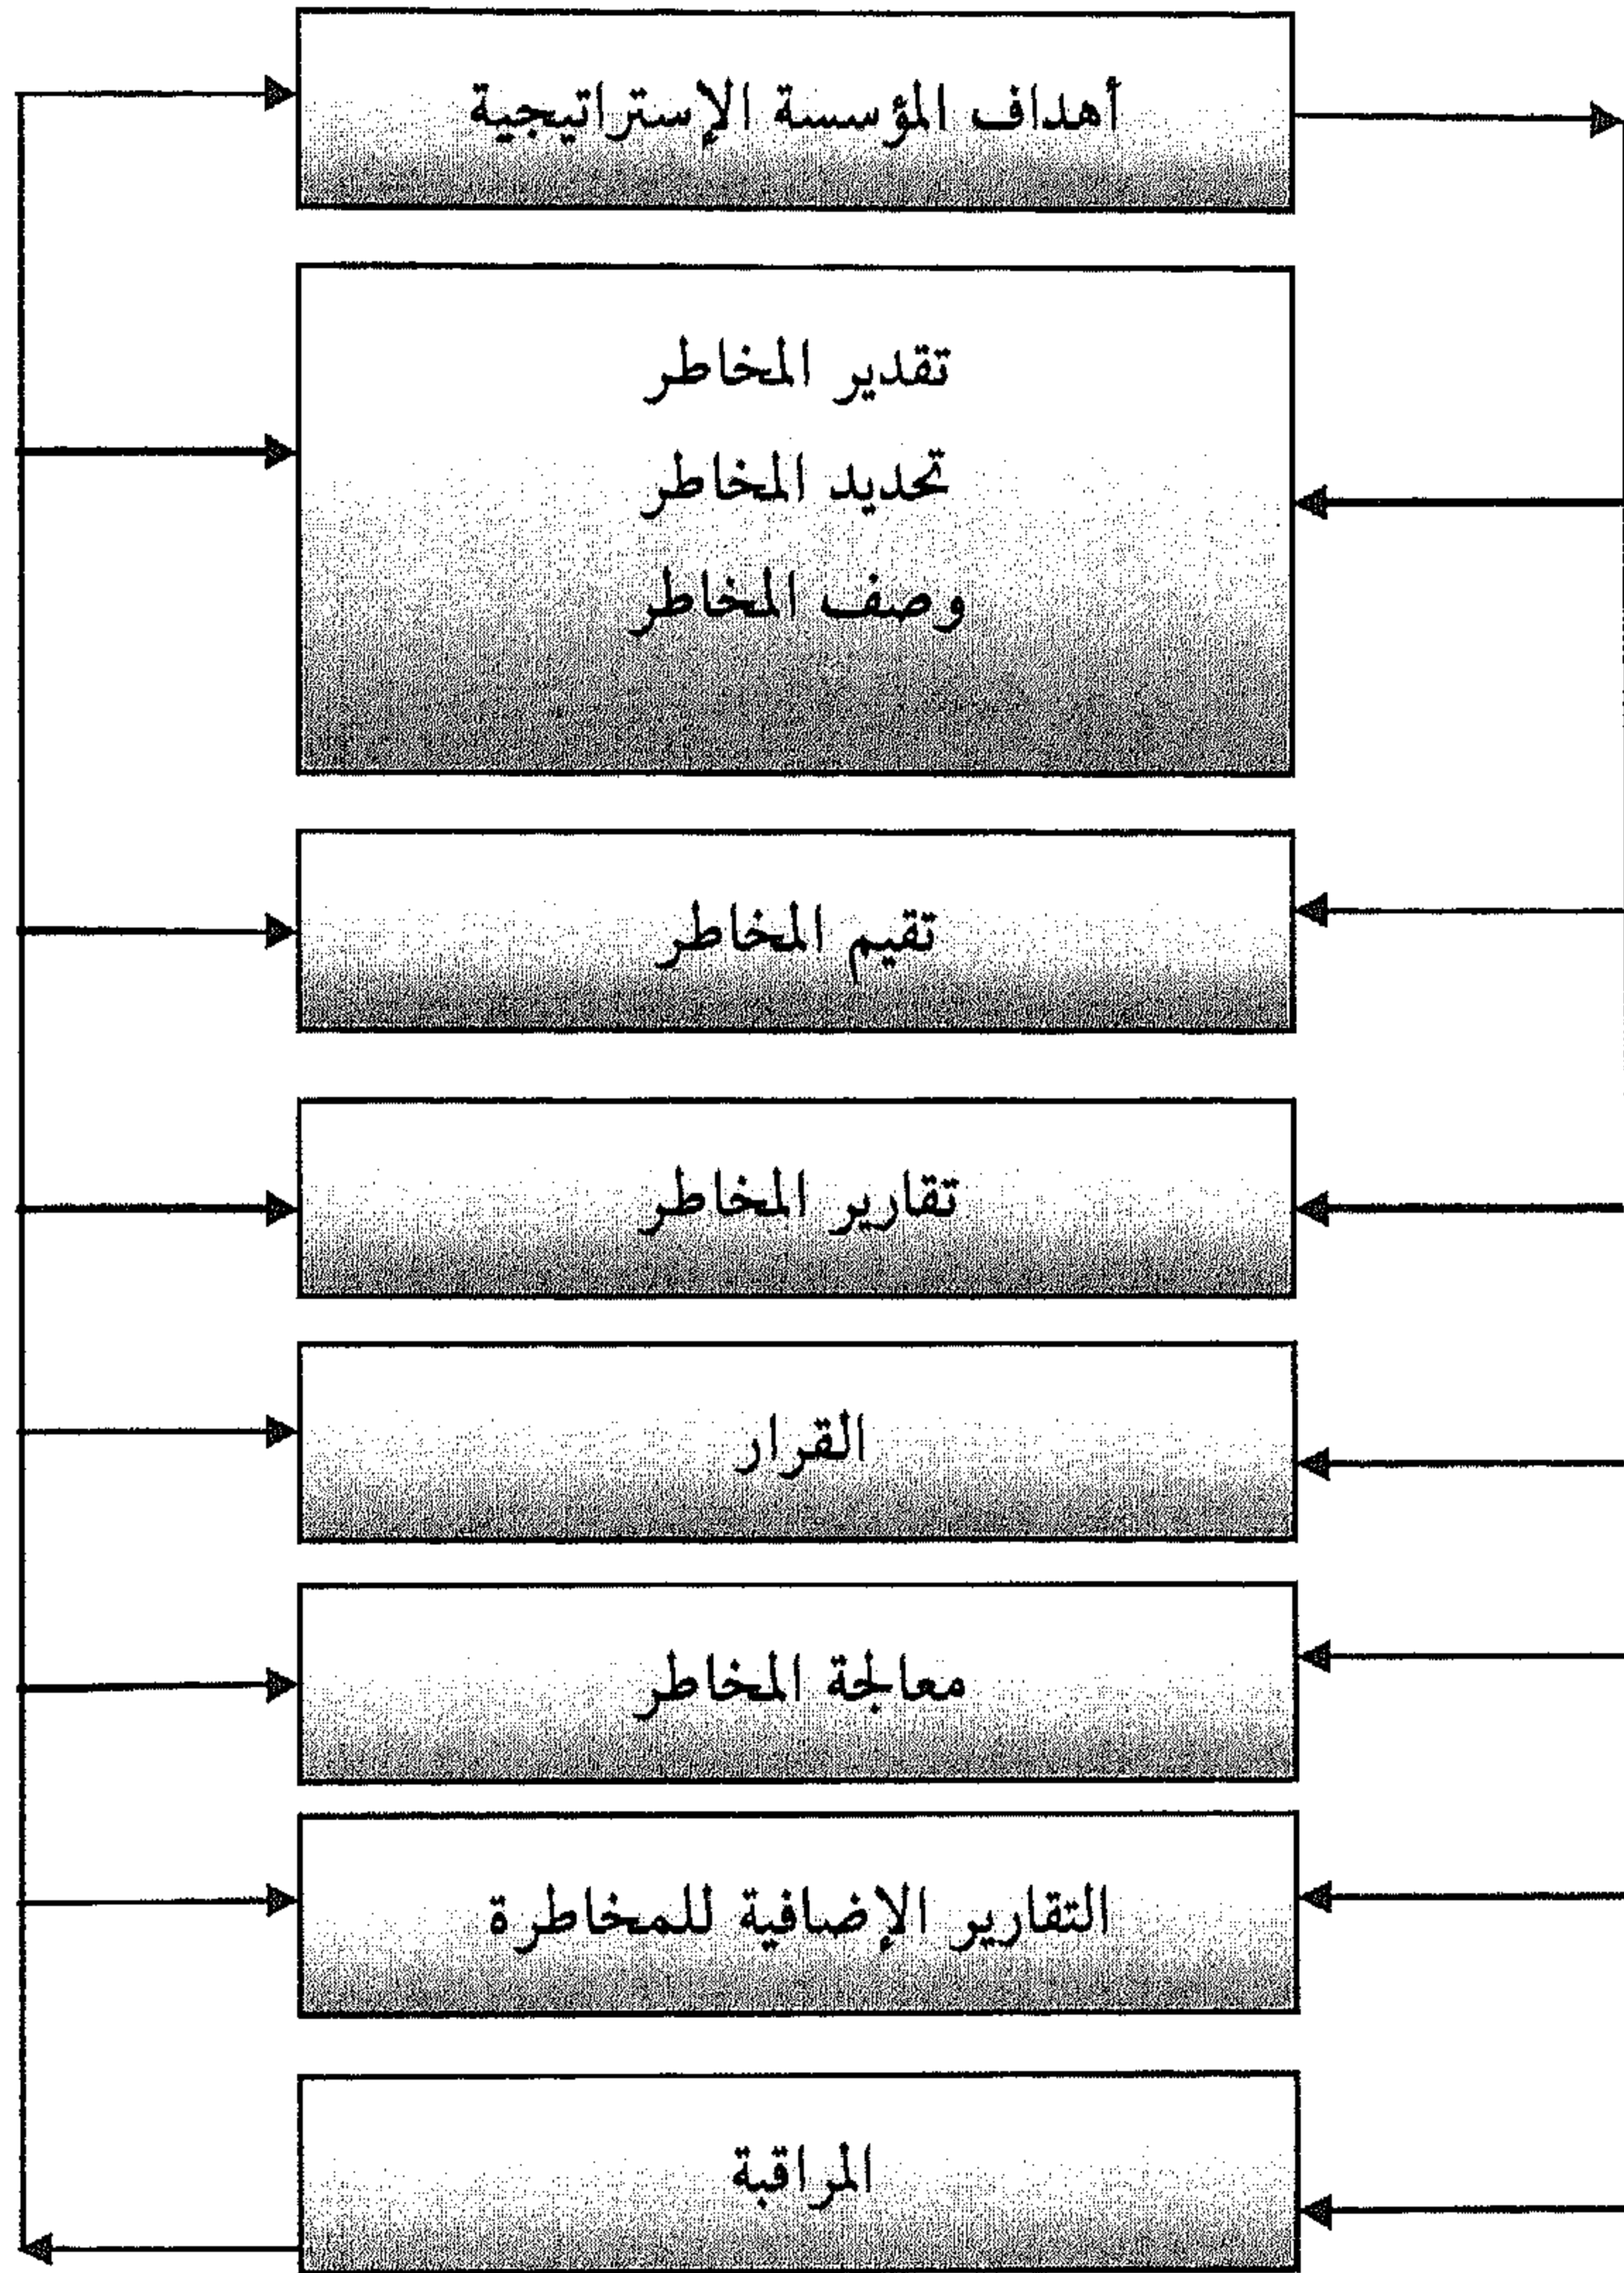 أهداف المؤسسة الإستراتيجية
تقدير المخاطر
تحديد المخاطر
وصف المخاطر
تقيم المخاطر
تقارير المخاطر
القرار
معالجة المخاطر
التقارير الإضافية للمخاطرة
المراقبة